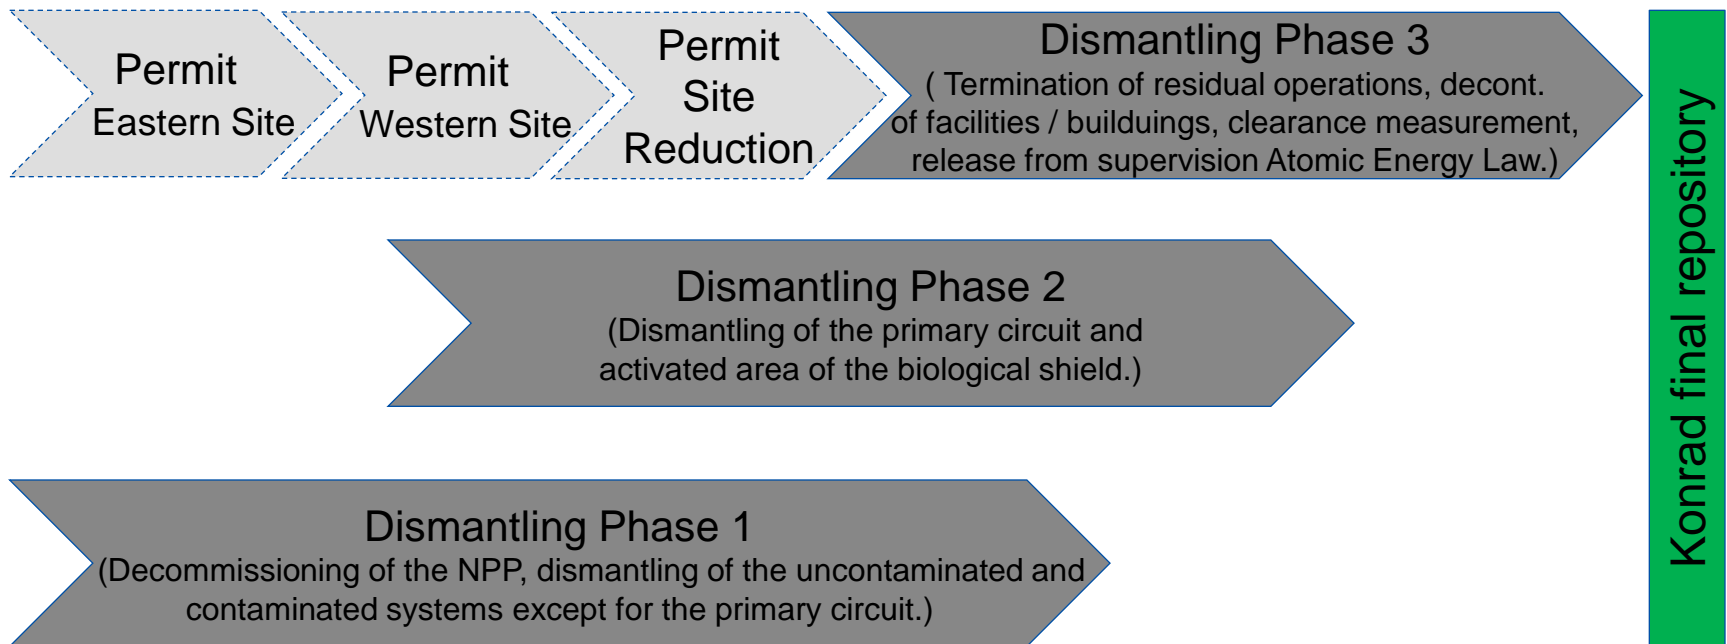 Permit
Eastern Site
Permit
Western Site
Permit
Site
Reduction
Dismantling Phase 3
( Termination of residual operations, decont.
of facilities / builduings, clearance measurement,
release from supervision Atomic Energy Law.)
Dismantling Phase 2
(Dismantling of the primary circuit and
activated area of the biological shield.)
Dismantling Phase 1
(Decommissioning of the NPP, dismantling of the uncontaminated and
contaminated systems except for the primary circuit.)
Konrad final repository